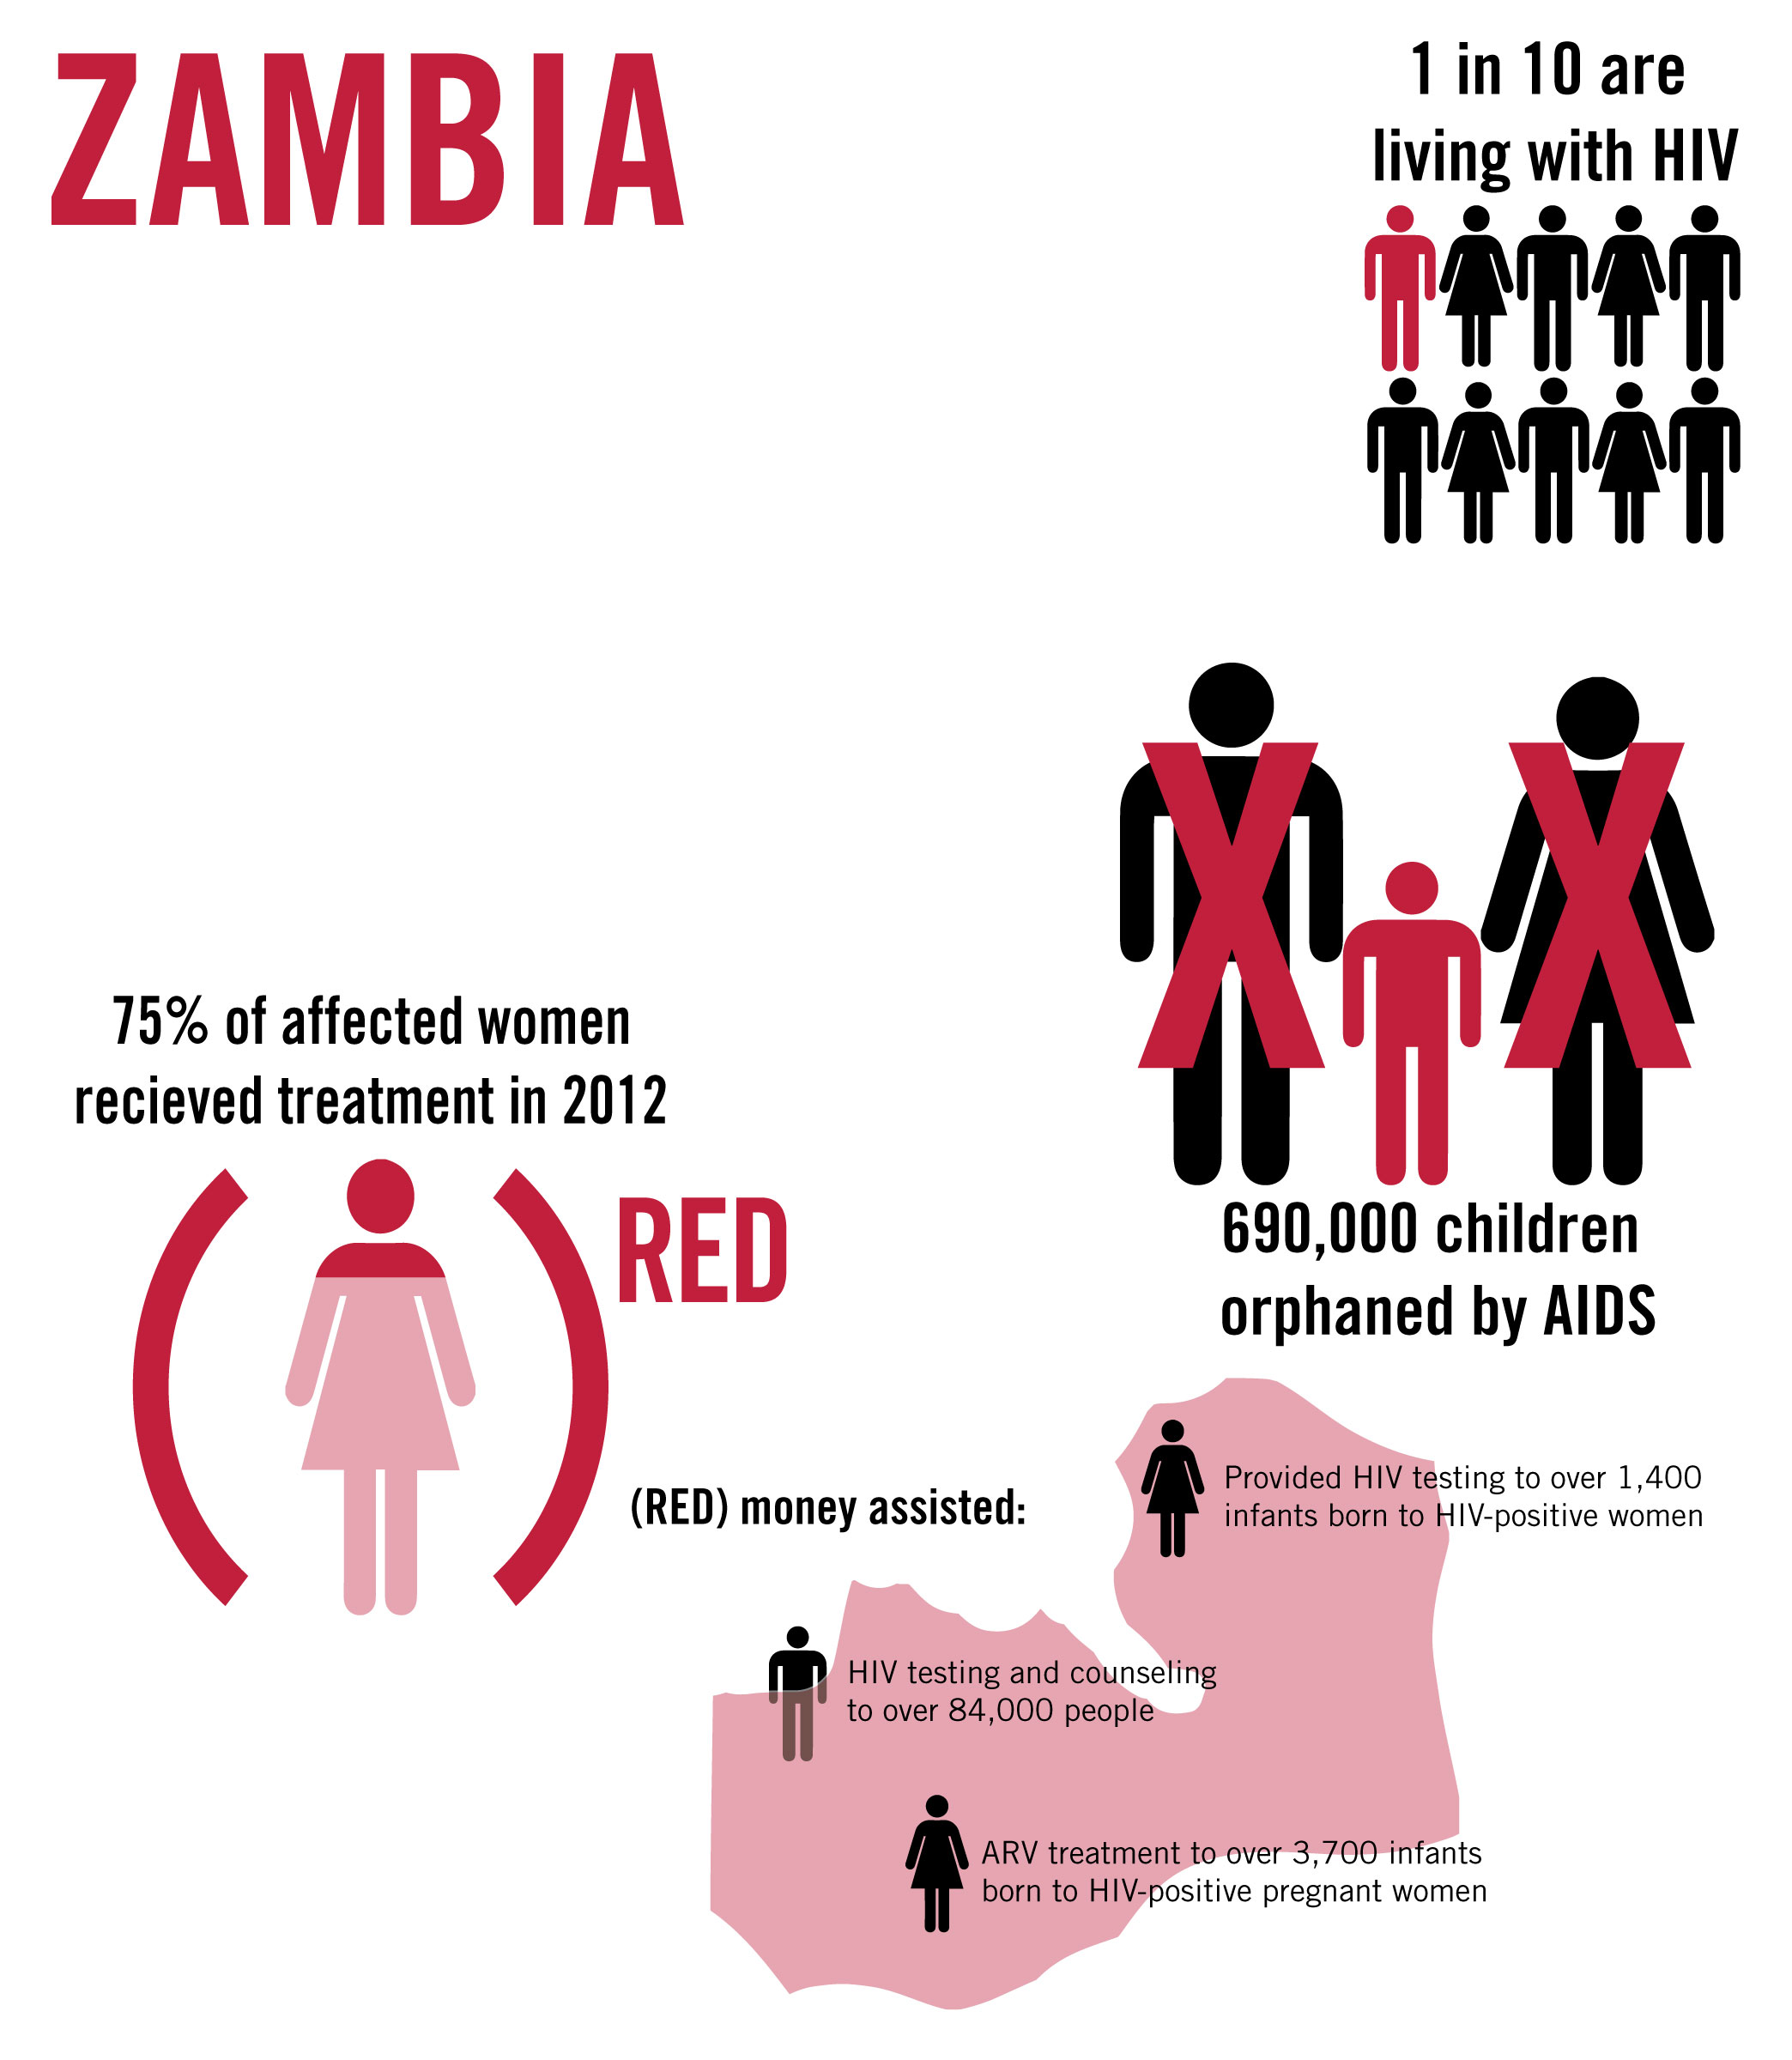 ZAMBIA
1 in 10 are
living with HIV
75% of affected women
recieved treatment in 2012
RED
690,000 children
orphaned by AIDS
(RED) money assisted:
Provided HIV testing to over 1,400
infants born to HIV-positive women
HIV testing and counseling
to over 84,000 people
ARV treatment to over 3,700 infants
born to HIV-positive pregnant women